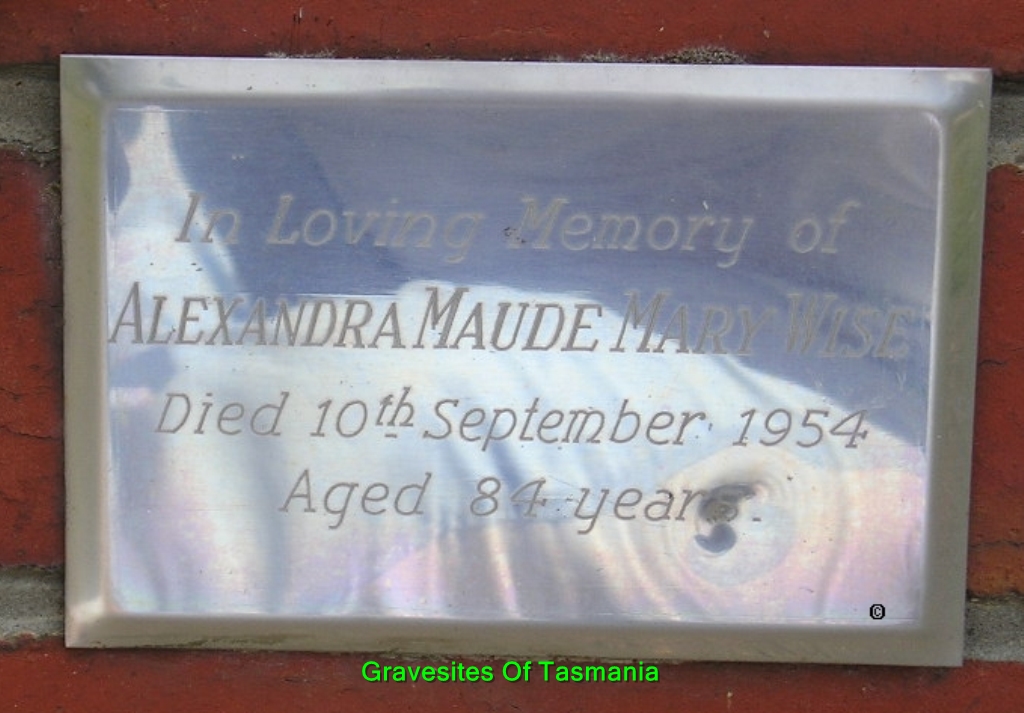 In Loving Memory of
ALEXANDRA MAUDE MARY WISE
Died 10th September 1954
Aged 84 years.
©
Gravesites Of Tasmania